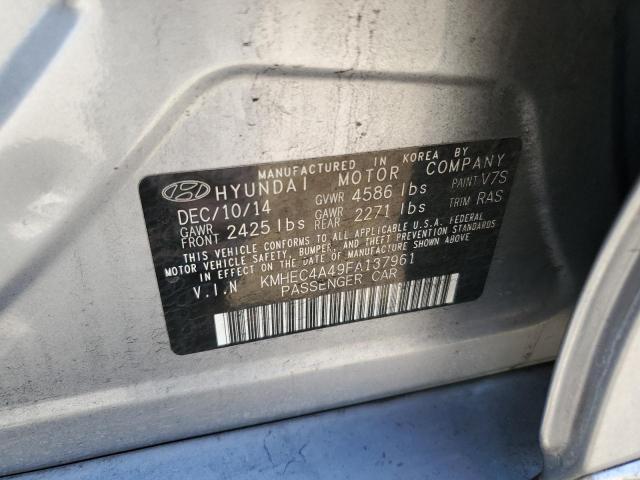 MANUFACTURED IN KOREA BY
HYUNDAI MOTOR COMPANY
DEC/10/14 GVWR 4586 lbs PAINT V7S
GAWR FRONT 2425 lbs GAWR REAR 2271 lbs TRIM RAS
THIS VEHICLE CONFORMS TO ALL APPLICABLE U.S.A. FEDERAL
MOTOR VEHICLE SAFETY, BUMPER, AND THEFT PREVENTION
STANDARDS IN EFFECT ON THE DATE OF MANUFACTURE SHOWN ABOVE.
V.I.N KMHEC4A49FA137961
PASSENGER CAR